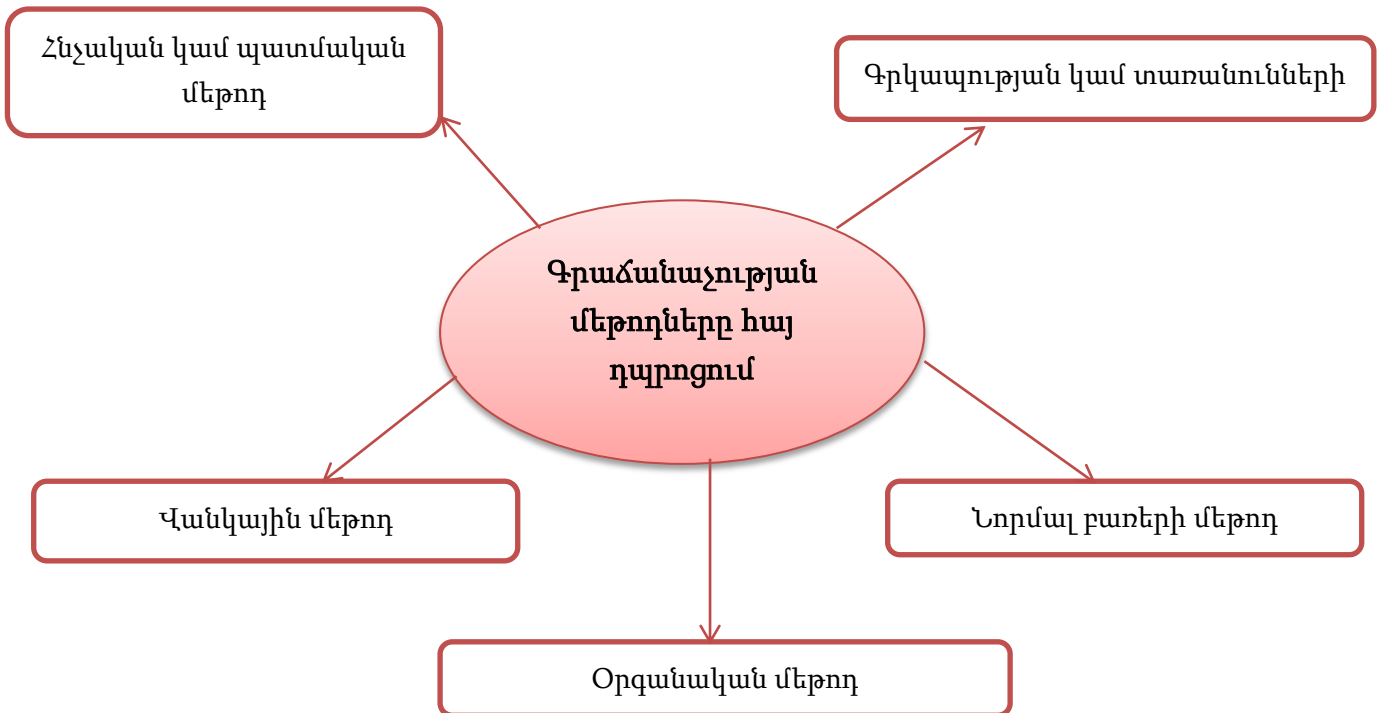 Հնչական կամ պատմական
մեթոդ
Գրկապության կամ տառանունների
Գրաճանաչության
մեթոդները հայ
դպրոցում
Վանկային մեթոդ
Նորմալ բառերի մեթոդ
Օրգանական մեթոդ